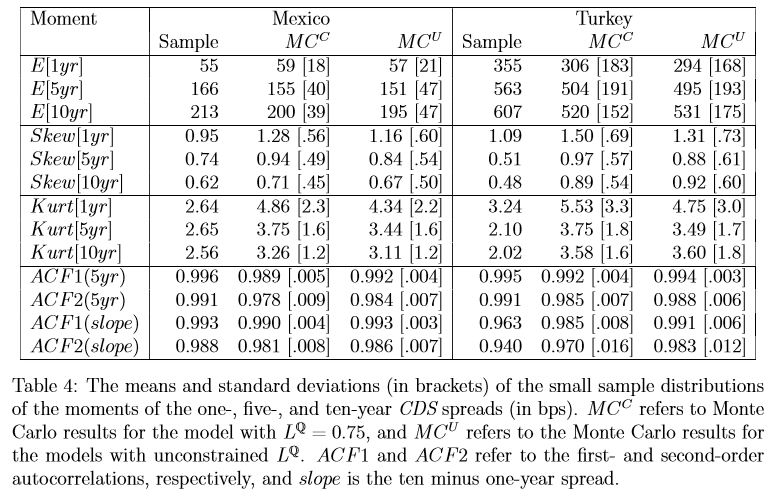 Moment Mexico Turkey
Sample MC^C MC^U Sample MC^C MC^U
E[1yr] 55 59 [18] 57 [21] 355 306 [183] 294 [168]
E[5yr] 166 155 [40] 151 [47] 563 504 [191] 495 [193]
E[10yr] 213 200 [39] 195 [47] 607 520 [152] 531 [175]
Skew[1yr] 0.95 1.28 [.56] 1.16 [.60] 1.09 1.50 [.69] 1.31 [.73]
Skew[5yr] 0.74 0.94 [.49] 0.84 [.54] 0.51 0.97 [.57] 0.88 [.61]
Skew[10yr] 0.62 0.71 [.45] 0.67 [.50] 0.48 0.89 [.54] 0.92 [.60]
Kurt[1yr] 2.64 4.86 [2.3] 4.34 [2.2] 3.24 5.53 [3.3] 4.75 [3.0]
Kurt[5yr] 2.65 3.75 [1.6] 3.44 [1.6] 2.10 3.75 [1.8] 3.49 [1.7]
Kurt[10yr] 2.56 3.26 [1.2] 3.11 [1.2] 2.02 3.58 [1.6] 3.60 [1.8]
ACF1(5yr) 0.996 0.989 [.005] 0.992 [.004] 0.995 0.992 [.004] 0.994 [.003]
ACF2(5yr) 0.991 0.978 [.009] 0.984 [.007] 0.991 0.985 [.007] 0.988 [.006]
ACF1(slope) 0.993 0.990 [.004] 0.993 [.003] 0.963 0.985 [.008] 0.991 [.006]
ACF2(slope) 0.988 0.981 [.008] 0.986 [.007] 0.940 0.970 [.016] 0.983 [.012]
Table 4: The means and standard deviations (in brackets) of the small sample distributions
of the moments of the one-, five-, and ten-year CDS spreads (in bps). MC^C refers to Monte
Carlo results for the model with L^ℚ = 0.75, and MC^U refers to the Monte Carlo results for
the models with unconstrained L^ℚ. ACF1 and ACF2 refer to the first- and second-order
autocorrelations, respectively, and slope is the ten minus one-year spread.